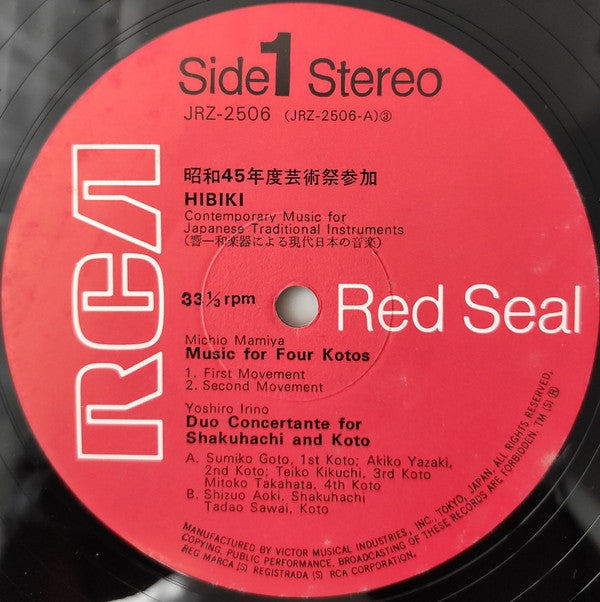 Side 1 Stereo
JRZ-2506 (JRZ-2506-A)③
RCA
昭和45年度芸術祭参加
HIBIKI
Contemporary Music for
Japanese Traditional Instruments
(響ー和楽器による現代日本の音楽)
33⅓ rpm
Red Seal
Michio Mamiya
Music for Four Kotos
1. First Movement
2. Second Movement
Yoshiro Irino
Duo Concertante for
Shakuhachi and Koto
A. Sumiko Goto, 1st Koto; Akiko Yazaki,
2nd Koto; Teiko Kikuchi, 3rd Koto
Mitoko Takahata, 4th Koto
B. Shizuo Aoki, Shakuhachi
Tadao Sawai, Koto
MANUFACTURED BY VICTOR MUSICAL INDUSTRIES, INC. TOKYO, JAPAN. ALL RIGHTS RESERVED.
COPYING, PUBLIC PERFORMANCE, BROADCASTING OF THESE RECORDS ARE FORBIDDEN. TM (S) ®
REG MARCA (S) REGISTRADA (S) RCA CORPORATION.